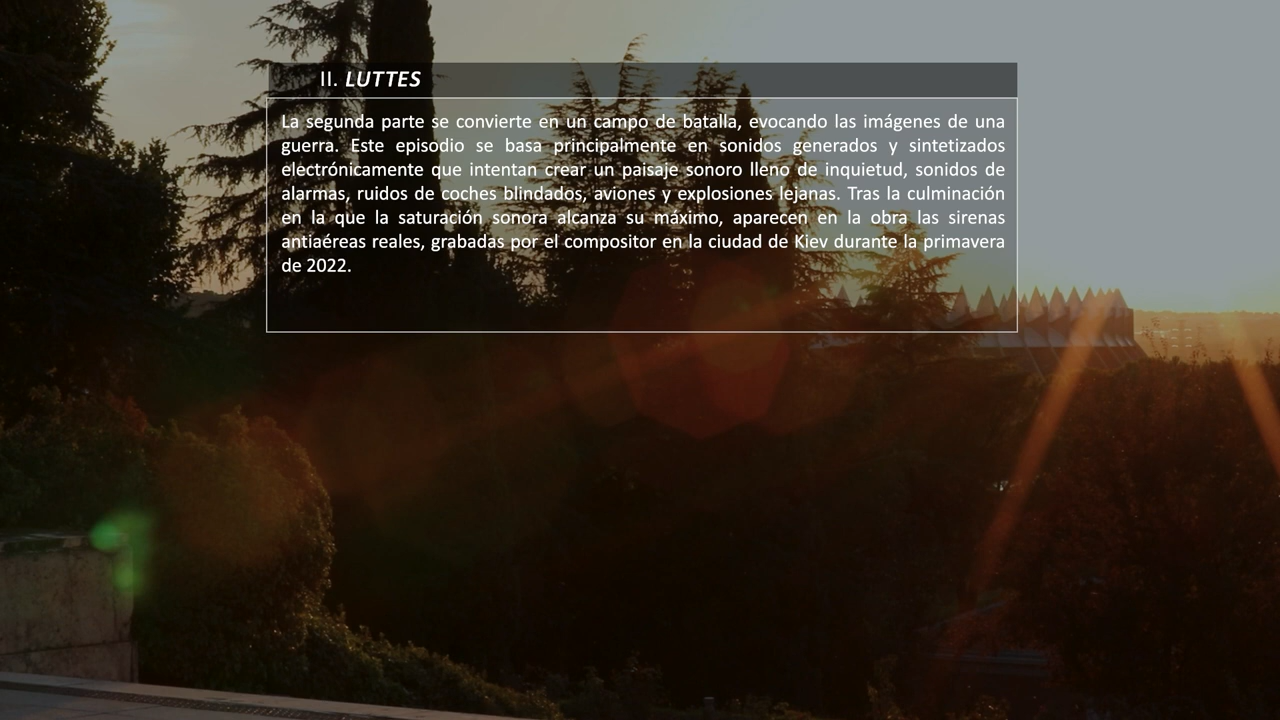 II. LUTTES
La segunda parte se convierte en un campo de batalla, evocando las imágenes de una
guerra. Este episodio se basa principalmente en sonidos generados y sintetizados
electrónicamente que intentan crear un paisaje sonoro lleno de inquietud, sonidos de
alarmas, ruidos de coches blindados, aviones y explosiones lejanas. Tras la culminación
en la que la saturación sonora alcanza su máximo, aparecen en la obra las sirenas
antiaéreas reales, grabadas por el compositor en la ciudad de Kiev durante la primavera
de 2022.